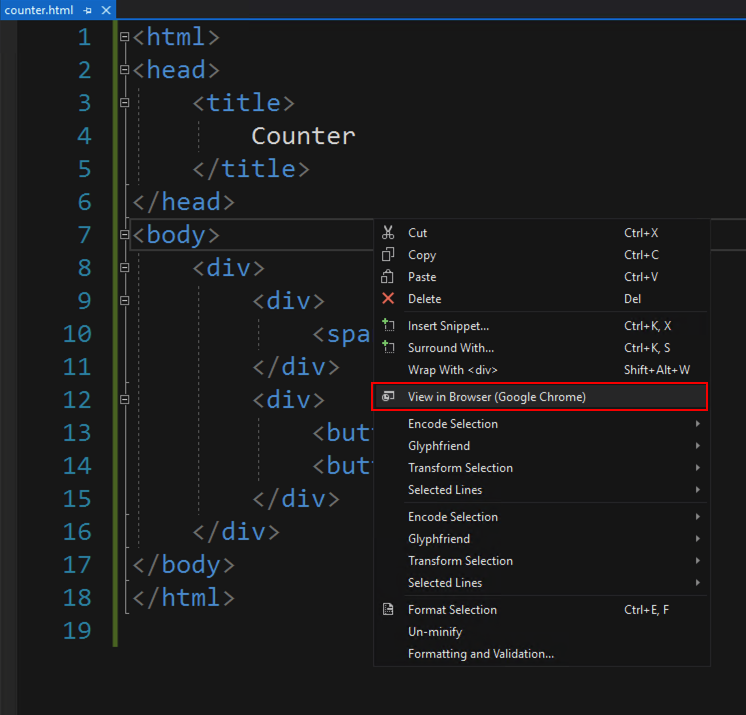 counter.html
1 <html>
2 <head>
3 <title>
4 Counter
5 </title>
6 </head>
7 <body>
8 <div>
9 <div>
10 <spa
11 </div>
12 <div>
13 <but
14 <but
15 </div>
16 </div>
17 </body>
18 </html>
19
Cut Ctrl+X
Copy Ctrl+C
Paste Ctrl+V
Delete Del
Insert Snippet... Ctrl+K, X
Surround With... Ctrl+K, S
Wrap With <div> Shift+Alt+W
View in Browser (Google Chrome)
Encode Selection
Glyphfriend
Transform Selection
Selected Lines
Encode Selection
Glyphfriend
Transform Selection
Selected Lines
Format Selection Ctrl+E, F
Un-minify
Formatting and Validation...